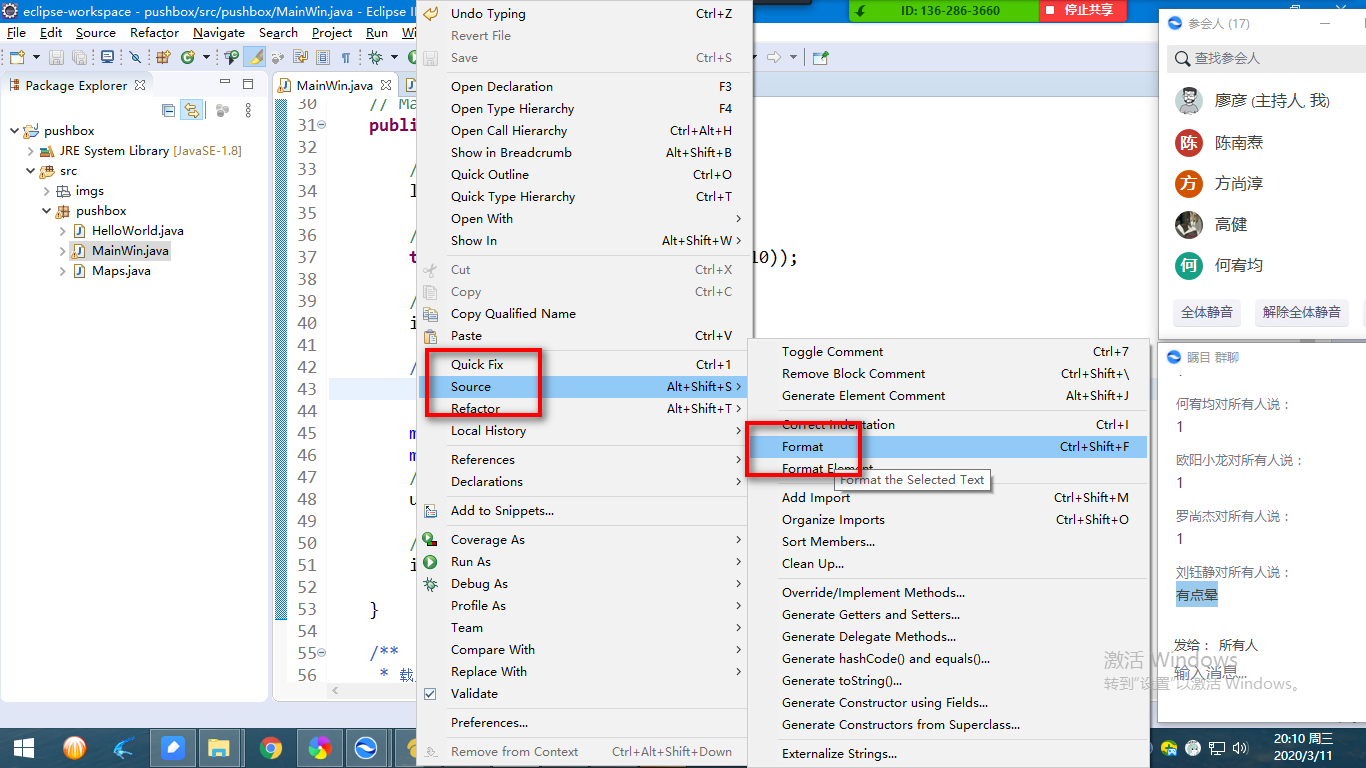 eclipse-workspace - pushbox/src/pushbox/MainWin.java - Eclipse I
File Edit Source Refactor Navigate Search Project Run Wi
Package Explorer
pushbox
JRE System Library [JavaSE-1.8]
src
imgs
pushbox
HelloWorld.java
MainWin.java
Maps.java
MainWin.java
30 // Ma
31 publi
32
33 /
34 l
35
36 /
37 t 10));
38
39 /
40 i
41
42 /
43
44
45 m
46 m
47 /
48 u
49
50 /
51 i
52
53 }
54
55 /**
56 * 载
Undo Typing Ctrl+Z
Revert File
Save Ctrl+S
Open Declaration F3
Open Type Hierarchy F4
Open Call Hierarchy Ctrl+Alt+H
Show in Breadcrumb Alt+Shift+B
Quick Outline Ctrl+O
Quick Type Hierarchy Ctrl+T
Open With
Show In Alt+Shift+W
Cut Ctrl+X
Copy Ctrl+C
Copy Qualified Name
Paste Ctrl+V
Quick Fix Ctrl+1
Source Alt+Shift+S
Refactor Alt+Shift+T
Local History
References
Declarations
Add to Snippets...
Coverage As
Run As
Debug As
Profile As
Team
Compare With
Replace With
Validate
Preferences...
Remove from Context Ctrl+Alt+Shift+Down
Toggle Comment Ctrl+7
Remove Block Comment Ctrl+Shift+\
Generate Element Comment Alt+Shift+J
Correct Indentation Ctrl+I
Format Ctrl+Shift+F
Format Element
Format the Selected Text
Add Import Ctrl+Shift+M
Organize Imports Ctrl+Shift+O
Sort Members...
Clean Up...
Override/Implement Methods...
Generate Getters and Setters...
Generate Delegate Methods...
Generate hashCode() and equals()...
Generate toString()...
Generate Constructor using Fields...
Generate Constructors from Superclass...
Externalize Strings...
ID: 136-286-3660 停止共享
参会人 (17)
查找参会人
廖彦 (主持人, 我)
陈 陈南焘
方 方尚淳
高健
何 何宥均
全体静音 解除全体静音
瞩目 群聊
何宥均对所有人说：
1
欧阳小龙对所有人说：
1
罗尚杰对所有人说：
1
刘钰静对所有人说：
有点晕
发给： 所有人
输入消息...
激活 Windows
转到"设置"以激活 Windows。
20:10 周三
2020/3/11